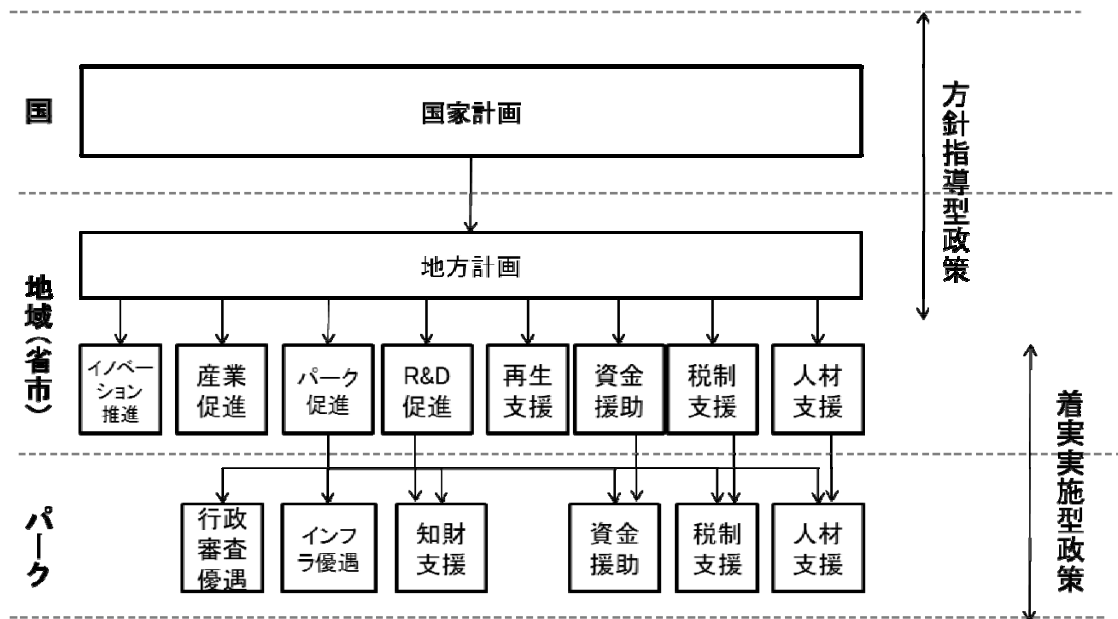 国
国家計画
方針指導型政策
地域(省市)
地方計画
イノベー
ション
推進
産業
促進
パーク
促進
R&D
促進
再生
支援
資金
援助
税制
支援
人材
支援
着実実施型政策
パーク
行政
審査
優遇
インフ
ラ優遇
知財
支援
資金
援助
税制
支援
人材
支援